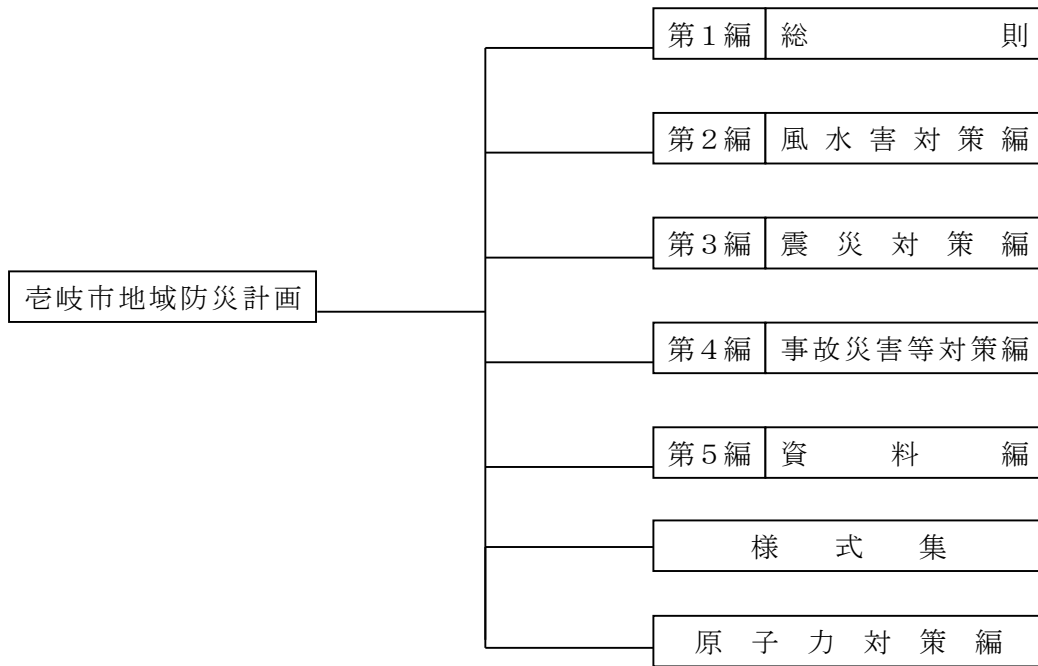 第１編 総則
第２編 風水害対策編
第３編 震災対策編
壱岐市地域防災計画
第４編 事故災害等対策編
第５編 資料編
様式集
原子力対策編